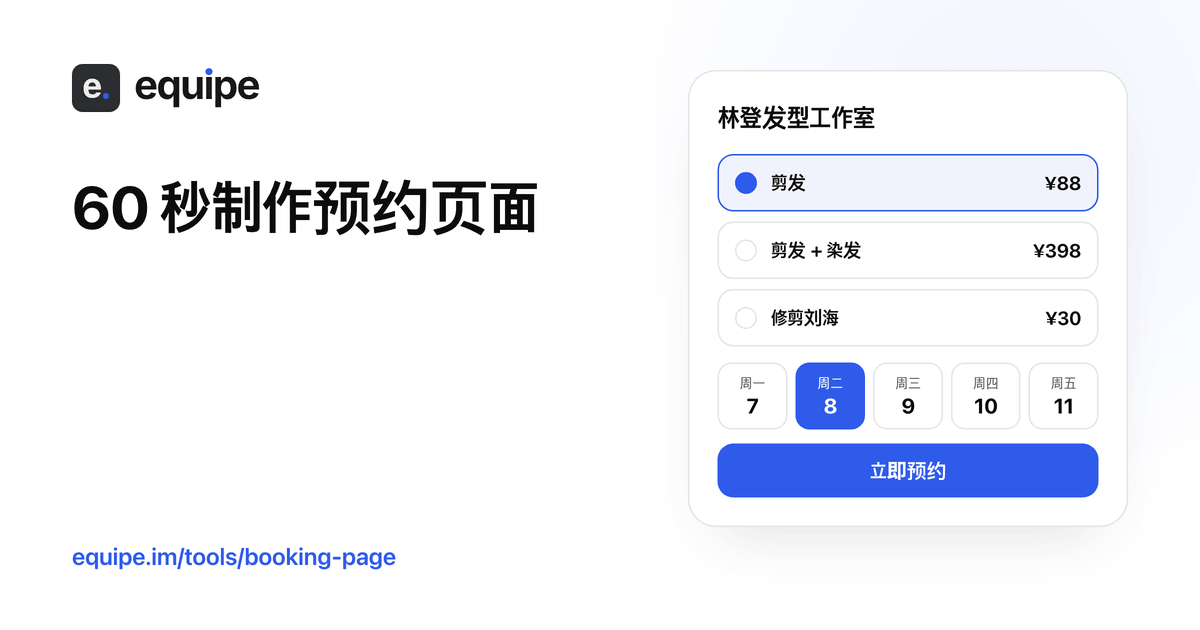 e.
equipe
60 秒制作预约页面
equipe.im/tools/booking-page
林登发型工作室
剪发 ¥88
剪发 + 染发 ¥398
修剪刘海 ¥30
周一 周二 周三 周四 周五
7 8 9 10 11
立即预约